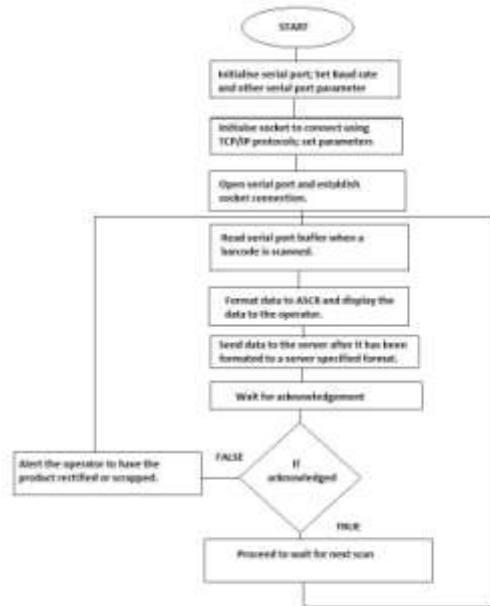 START
Initialise serial port; Set Baud rate
and other serial port parameter
Initialise socket to connect using
TCP/IP protocols; set parameters
Open serial port and establish
socket connection.
Read serial port buffer when a
barcode is scanned.
Format data to ASCII and display the
data to the operator.
Send data to the server after it has been
formated to a server specified format.
Wait for acknowledgement
If
acknowledged
FALSE
Alert the operator to have the
product rectified or scrapped.
TRUE
Proceed to wait for next scan